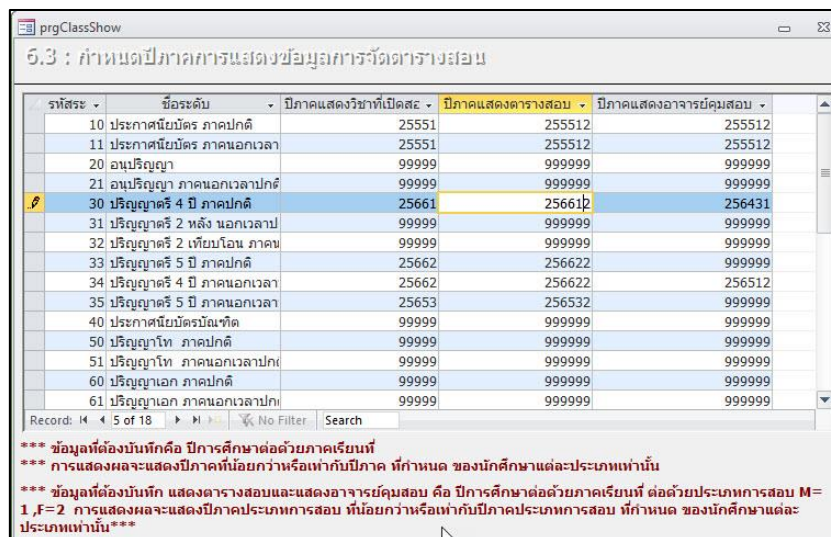 prgClassShow
6.3 : กำหนดปีภาคการแสดงข้อมูลการจัดตารางสอน
รหัสระ ชื่อระดับ ปีภาคแสดงวิชาที่เปิดสอ ปีภาคแสดงตารางสอบ ปีภาคแสดงอาจารย์คุมสอบ
10 ประกาศนียบัตร ภาคปกติ 25551 255512 255512
11 ประกาศนียบัตร ภาคนอกเวลา 25551 255512 255512
20 อนุปริญญา 99999 999999 999999
21 อนุปริญญา ภาคนอกเวลาปกติ 99999 999999 999999
30 ปริญญาตรี 4 ปี ภาคปกติ 25661 256612 256431
31 ปริญญาตรี 2 หลัง นอกเวลาป 99999 999999 999999
32 ปริญญาตรี 2 เทียบโอน ภาคน 99999 999999 999999
33 ปริญญาตรี 5 ปี ภาคปกติ 25662 256622 999999
34 ปริญญาตรี 4 ปี ภาคนอกเวลา 25662 256622 256512
35 ปริญญาตรี 5 ปี ภาคนอกเวลา 25653 256532 999999
40 ประกาศนียบัตรบัณฑิต 99999 999999 999999
50 ปริญญาโท ภาคปกติ 99999 999999 999999
51 ปริญญาโท ภาคนอกเวลาปก 99999 999999 999999
60 ปริญญาเอก ภาคปกติ 99999 999999 999999
61 ปริญญาเอก ภาคนอกเวลาปก 99999 999999 999999
Record: 5 of 18 No Filter Search
*** ข้อมูลที่ต้องบันทึกคือ ปีการศึกษาต่อด้วยภาคเรียนที่
*** การแสดงผลจะแสดงปีภาคที่น้อยกว่าหรือเท่ากับปีภาค ที่กำหนด ของนักศึกษาแต่ละประเภทเท่านั้น
*** ข้อมูลที่ต้องบันทึก แสดงตารางสอบและแสดงอาจารย์คุมสอบ คือ ปีการศึกษาต่อด้วยภาคเรียนที่ ต่อด้วยประเภทการสอบ M=
1 ,F=2 การแสดงผลจะแสดงปีภาคประเภทการสอบ ที่น้อยกว่าหรือเท่ากับปีภาคประเภทการสอบ ที่กำหนด ของนักศึกษาแต่ละ
ประเภทเท่านั้น***